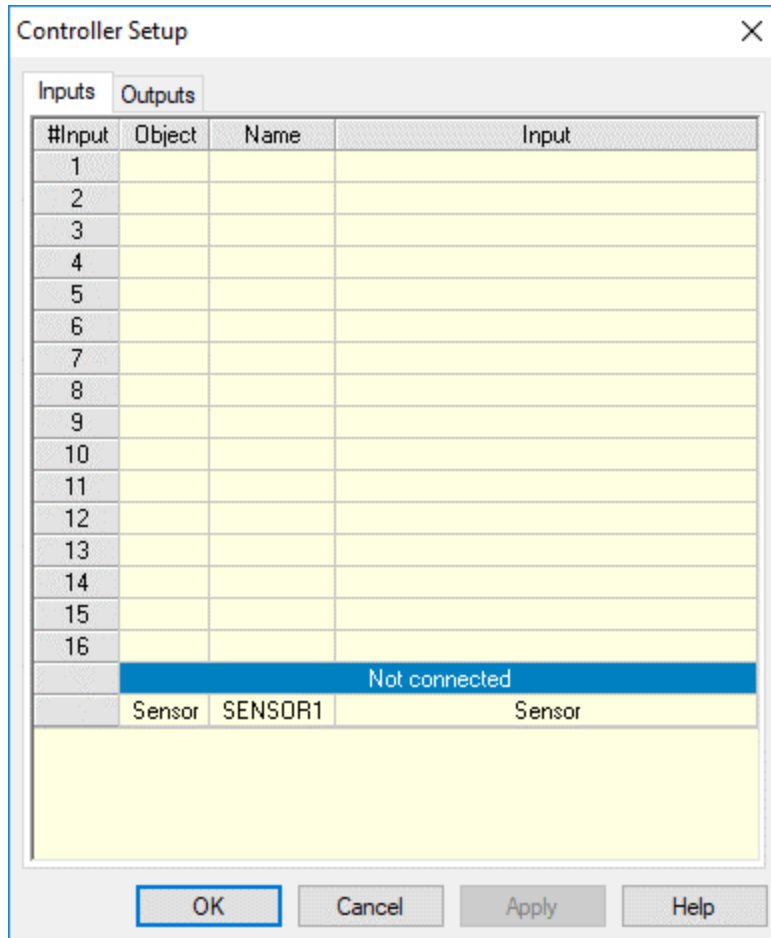 Controller Setup
Inputs Outputs
#Input Object Name Input
1
2
3
4
5
6
7
8
9
10
11
12
13
14
15
16
Not connected
Sensor SENSOR1 Sensor
OK Cancel Apply Help